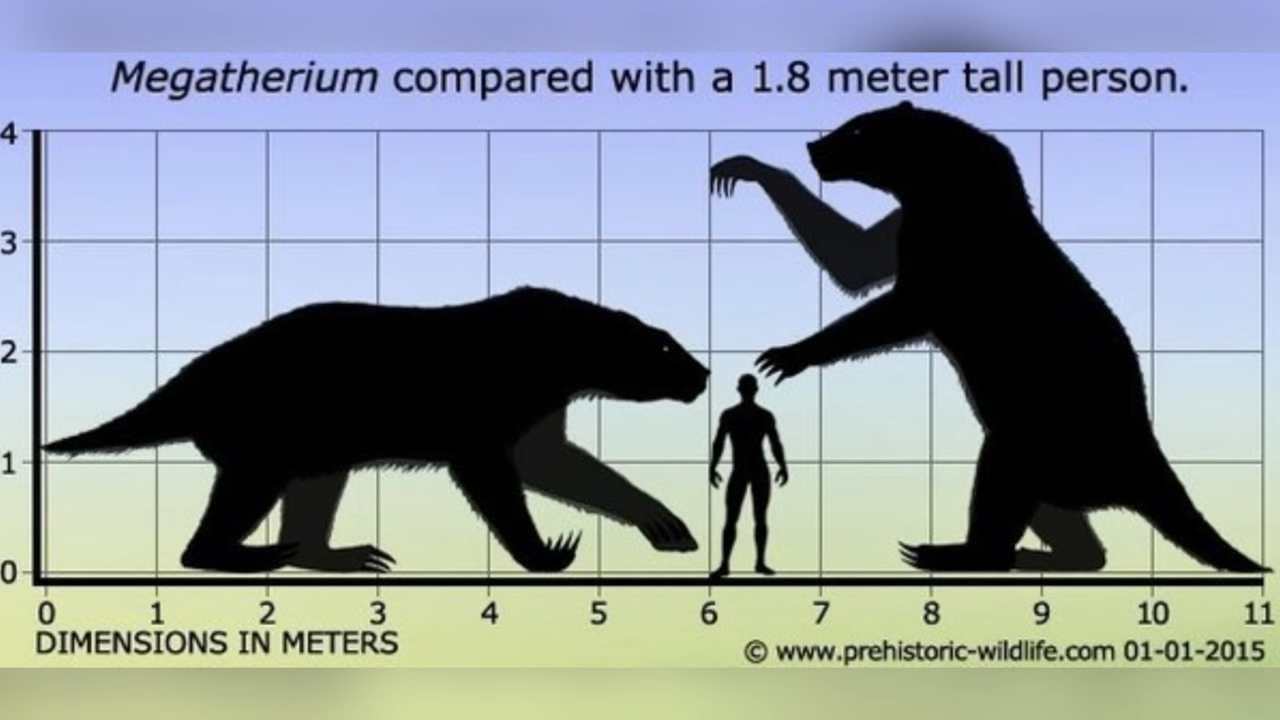 Megatherium compared with a 1.8 meter tall person.
4
3
2
1
0
0 1 2 3 4 5 6 7 8 9 10 11
DIMENSIONS IN METERS
© www.prehistoric-wildlife.com 01-01-2015